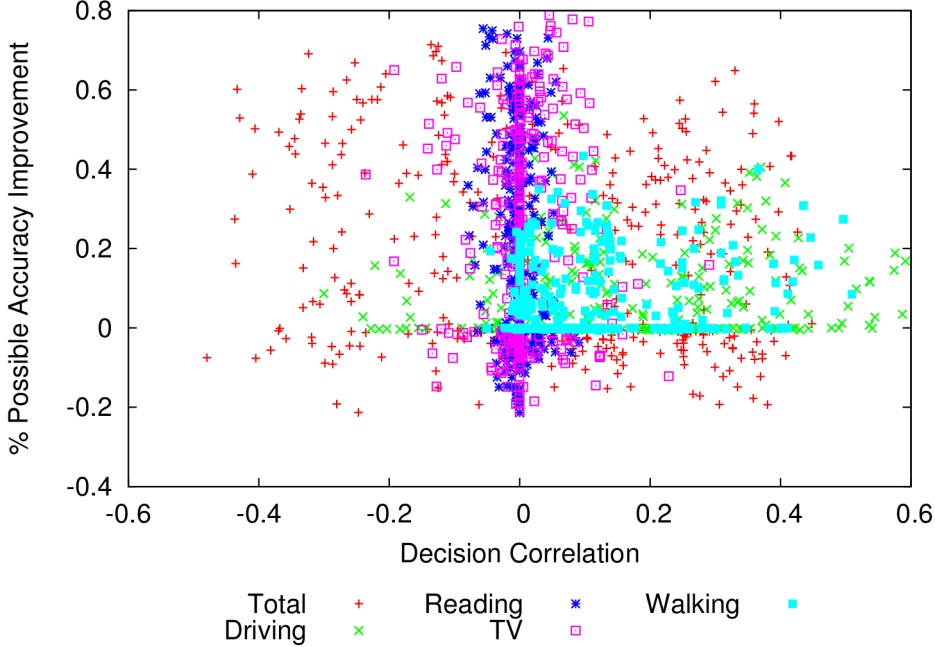 0.8
0.6
0.4
0.2
0
-0.2
-0.4
% Possible Accuracy Improvement
-0.6 -0.4 -0.2 0 0.2 0.4 0.6
Decision Correlation
Total Reading Walking
Driving TV